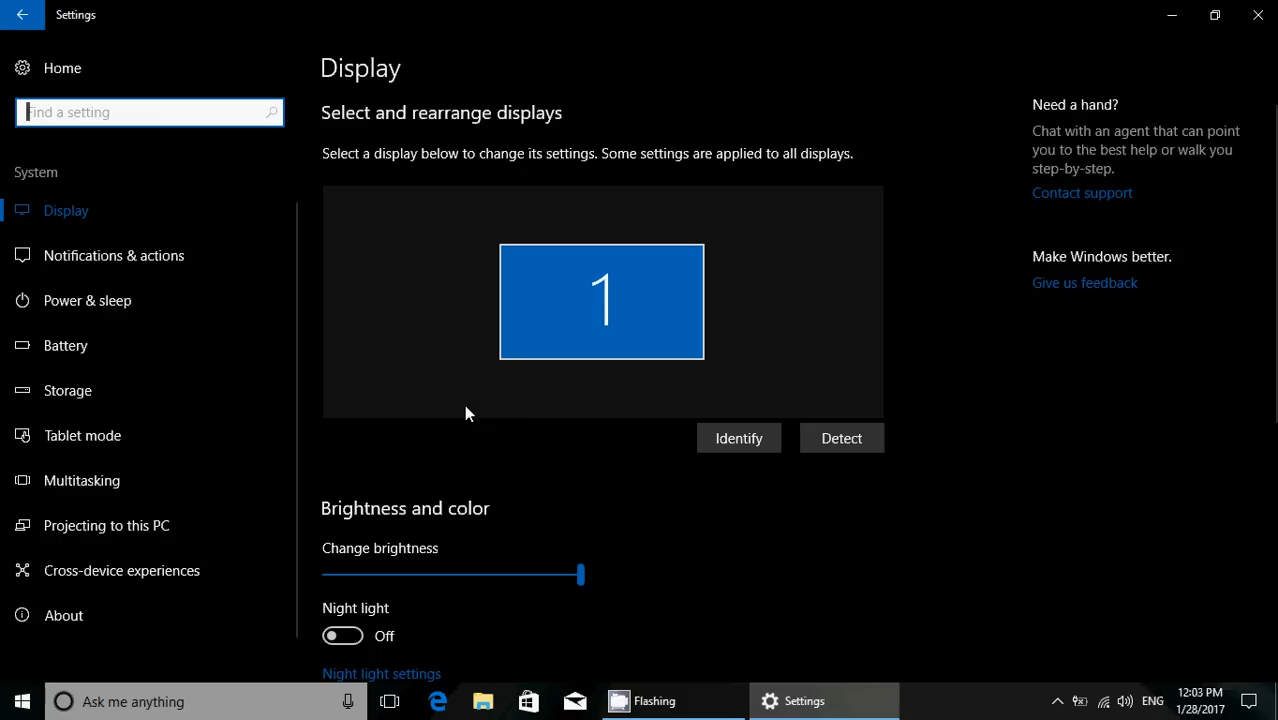 Settings
Home
Find a setting
System
Display
Notifications & actions
Power & sleep
Battery
Storage
Tablet mode
Multitasking
Projecting to this PC
Cross-device experiences
About
Display
Select and rearrange displays
Select a display below to change its settings. Some settings are applied to all displays.
1
Identify
Detect
Brightness and color
Change brightness
Night light
Off
Night light settings
Need a hand?
Chat with an agent that can point
you to the best help or walk you
step-by-step.
Contact support
Make Windows better.
Give us feedback
Ask me anything
Flashing
Settings
ENG
12:03 PM
1/28/2017